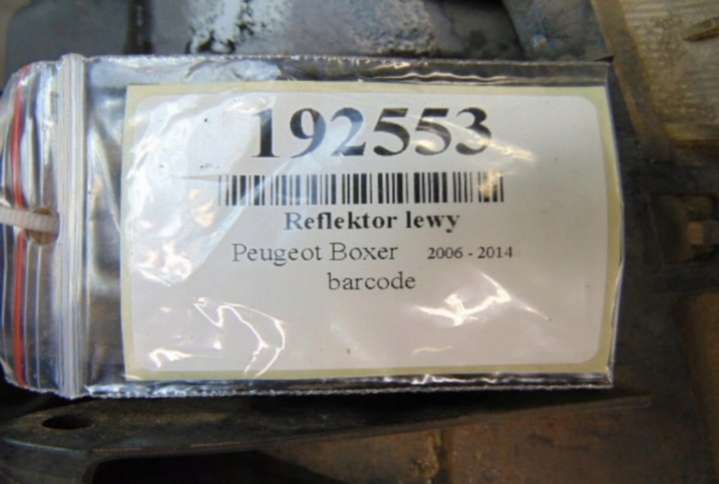 192553
Reflektor lewy
Peugeot Boxer 2006 - 2014
barcode